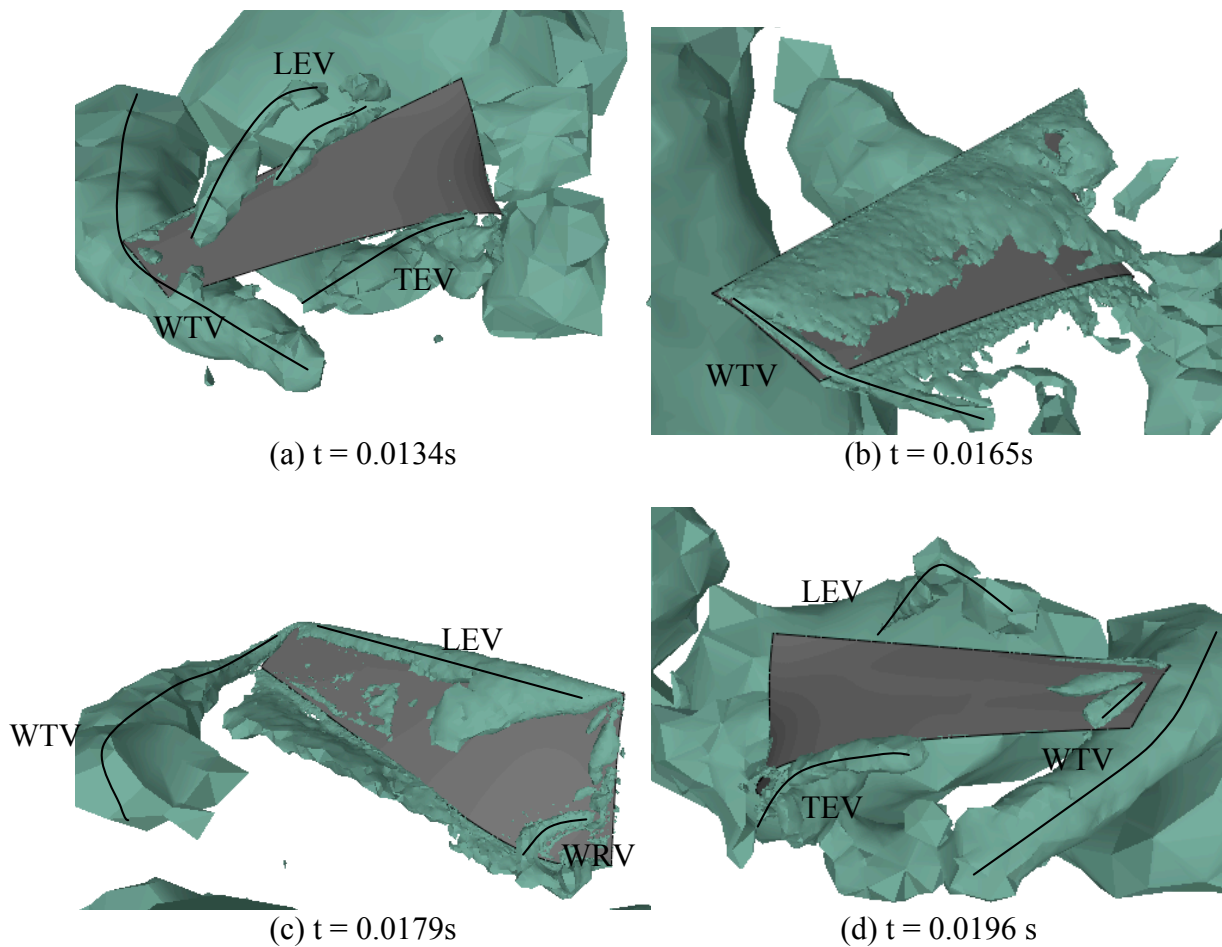 LEV
TEV
WTV
(a) t = 0.0134s
WTV
(b) t = 0.0165s
LEV
WTV
WRV
(c) t = 0.0179s
LEV
WTV
TEV
(d) t = 0.0196 s